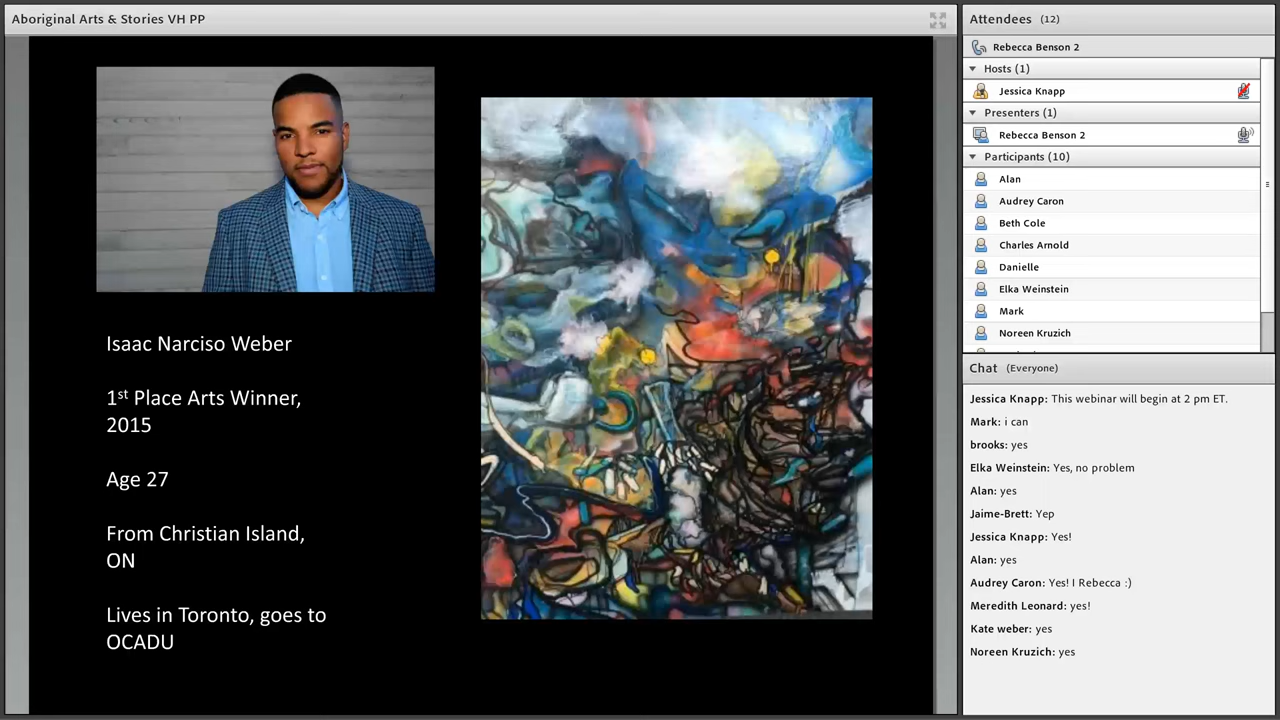 Aboriginal Arts & Stories VH PP
Isaac Narciso Weber
1st Place Arts Winner,
2015
Age 27
From Christian Island,
ON
Lives in Toronto, goes to
OCADU
Attendees (12)
Rebecca Benson 2
Hosts (1)
Jessica Knapp
Presenters (1)
Rebecca Benson 2
Participants (10)
Alan
Audrey Caron
Beth Cole
Charles Arnold
Danielle
Elka Weinstein
Mark
Noreen Kruzich
Chat (Everyone)
Jessica Knapp: This webinar will begin at 2 pm ET.
Mark: i can
brooks: yes
Elka Weinstein: Yes, no problem
Alan: yes
Jaime-Brett: Yep
Jessica Knapp: Yes!
Alan: yes
Audrey Caron: Yes! I Rebecca :)
Meredith Leonard: yes!
Kate weber: yes
Noreen Kruzich: yes